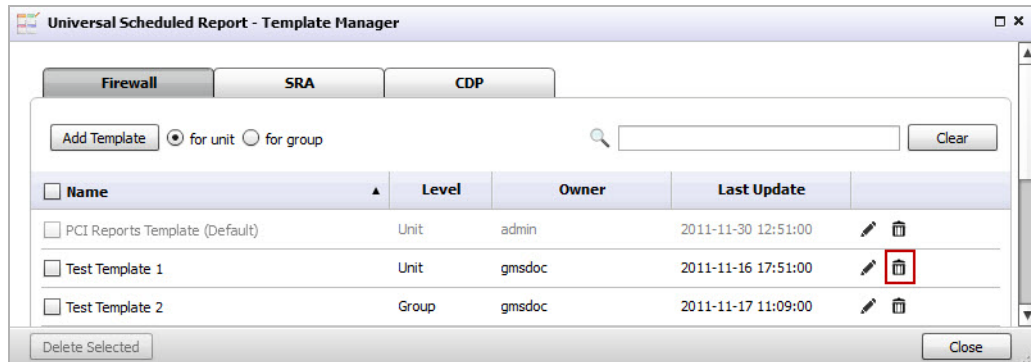 Universal Scheduled Report - Template Manager
Firewall SRA CDP
Add Template for unit for group Clear
Name Level Owner Last Update
PCI Reports Template (Default) Unit admin 2011-11-30 12:51:00
Test Template 1 Unit gmsdoc 2011-11-16 17:51:00
Test Template 2 Group gmsdoc 2011-11-17 11:09:00
Delete Selected Close